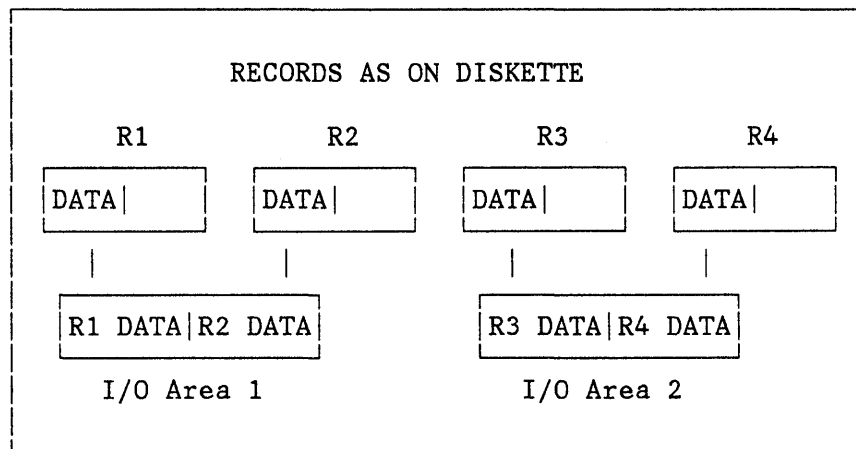 RECORDS AS ON DISKETTE
R1 R2 R3 R4
DATA| DATA| DATA| DATA|
R1 DATA|R2 DATA R3 DATA|R4 DATA
I/O Area 1 I/O Area 2